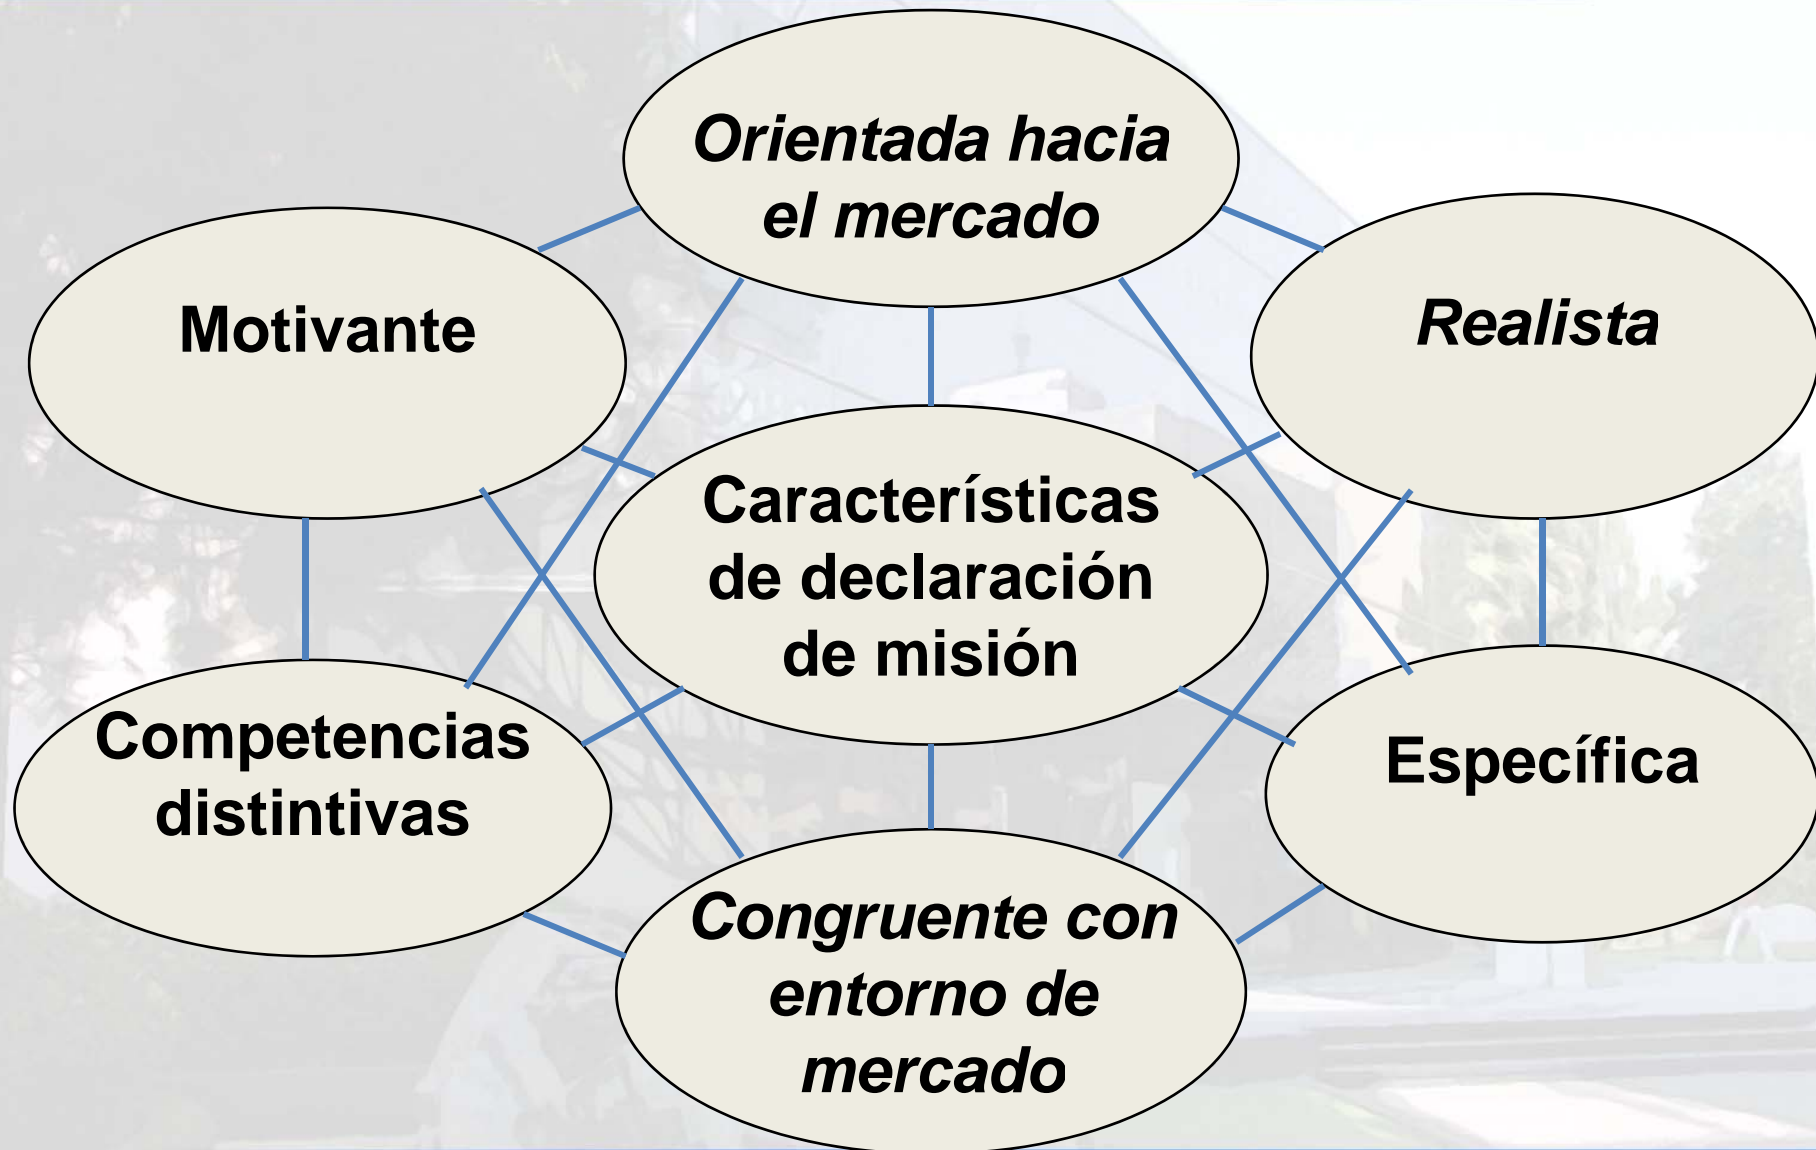 Orientada hacia
el mercado
Motivante
Realista
Características
de declaración
de misión
Competencias
distintivas
Específica
Congruente con
entorno de
mercado